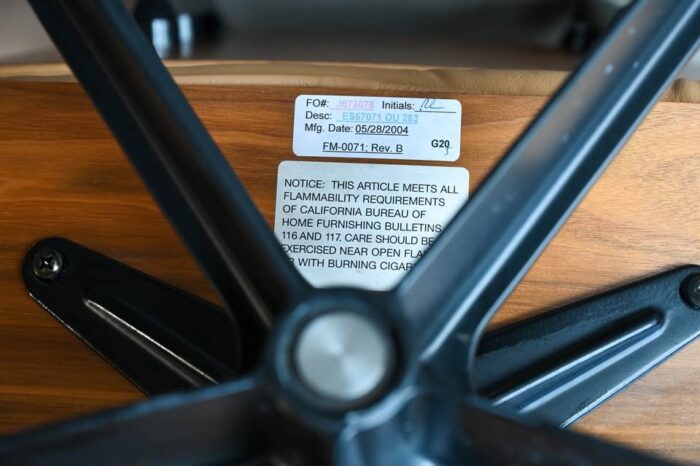 FO#: J073078 Initials:
Desc: ES67071 OU 283
Mfg. Date: 05/28/2004
FM-0071; Rev. B G20
NOTICE: THIS ARTICLE MEETS ALL
FLAMMABILITY REQUIREMENTS
OF CALIFORNIA BUREAU OF
HOME FURNISHING BULLETINS
116 AND 117. CARE SHOULD BE
EXERCISED NEAR OPEN
WITH BURNING